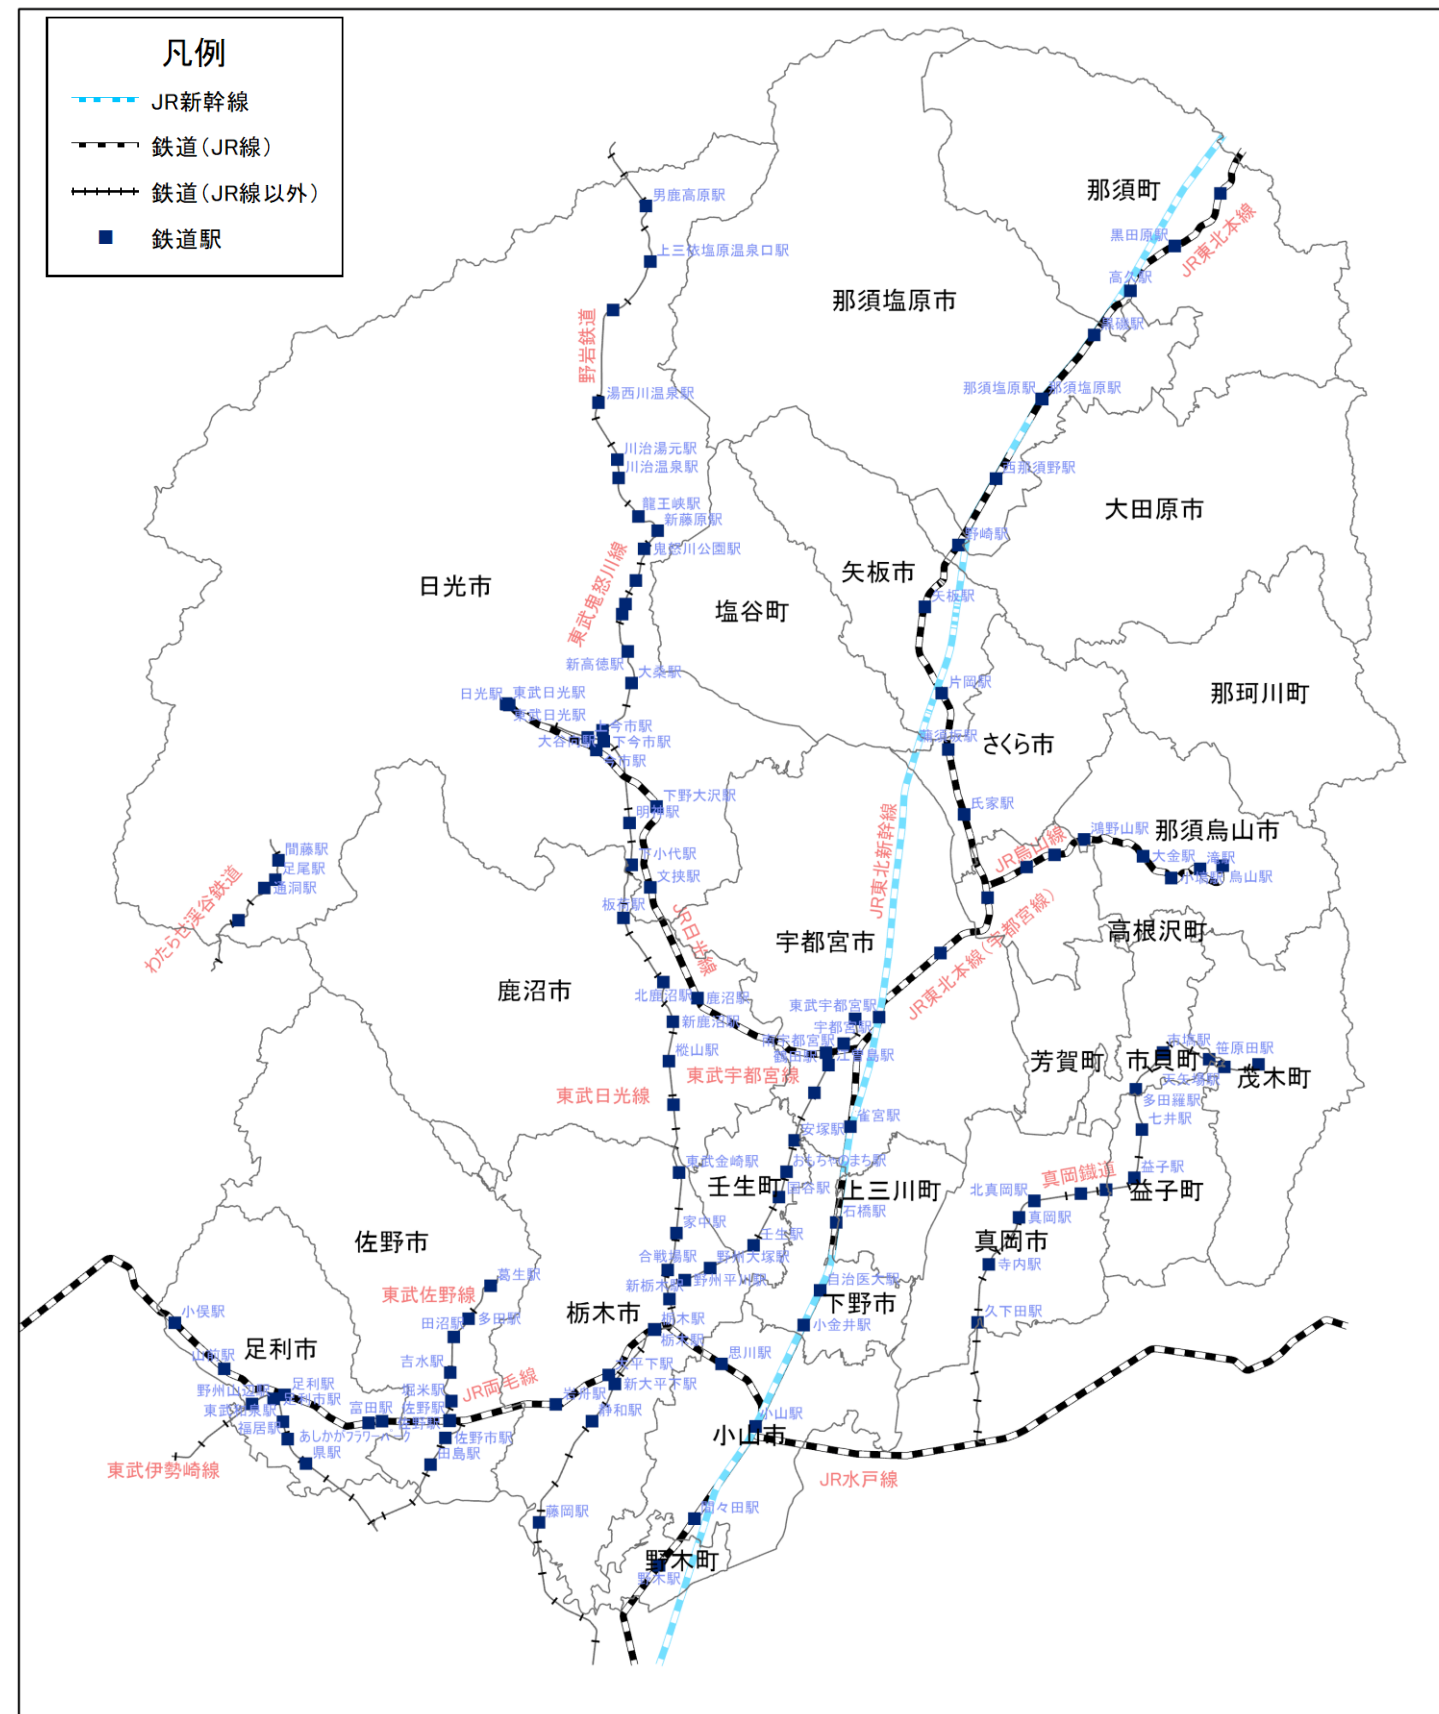 凡例
JR新幹線
鉄道（JR線）
鉄道（JR線以外）
鉄道駅
男鹿高原駅
那須町
上三依塩原温泉口駅
黒田原駅
JR東北本線
高久駅
那須塩原市
黒磯駅
野岩鉄道
湯西川温泉駅
那須塩原駅
那須塩原駅
川治湯元駅
川治温泉駅
西那須野駅
龍王峡駅
大田原市
新藤原駅
鬼怒川公園駅
野崎駅
東武鬼怒川線
矢板市
日光市
矢板駅
塩谷町
新高徳駅
大桑駅
日光駅
東武日光駅
東武日光駅
片岡駅
那珂川町
上今市駅
大谷向駅
下今市駅
今市駅
蒲須坂駅
さくら市
下野大沢駅
明神駅
氏家駅
JR東北新幹線
鴻野山駅
那須烏山市
間藤駅
足尾駅
通洞駅
下小代駅
文挟駅
JR烏山線
大金駅
滝駅
小塙駅
烏山駅
わたらせ渓谷鉄道
板荷駅
JR日光線
宇都宮市
高根沢町
JR東北本線（宇都宮線）
鹿沼市
北鹿沼駅
鹿沼駅
新鹿沼駅
東武宇都宮駅
宇都宮駅
南宇都宮駅
鶴田駅
江曽島駅
樅山駅
東武宇都宮線
東武日光線
芳賀町
市塙駅
市貝町
笹原田駅
天矢場駅
茂木町
多田羅駅
七井駅
雀宮駅
安塚駅
東武金崎駅
おもちゃのまち駅
壬生町
国谷駅
上三川町
石橋駅
益子駅
真岡鐡道
益子町
北真岡駅
真岡駅
真岡市
寺内駅
佐野市
家中駅
壬生駅
合戦場駅
野州大塚駅
新栃木駅
野州平川駅
自治医大駅
下野市
小金井駅
久下田駅
葛生駅
東武佐野線
多田駅
田沼駅
栃木市
栃木駅
栃木駅
小俣駅
足利市
山前駅
吉水駅
思川駅
大平下駅
新大平下駅
JR両毛線
岩舟駅
静和駅
野州山辺駅
足利駅
足利市駅
東武和泉駅
福居駅
富田駅
堀米駅
佐野駅
佐野駅
あしかがフラワーパーク
県駅
佐野市駅
田島駅
東武伊勢崎線
小山駅
小山市
JR水戸線
藤岡駅
間々田駅
野木町
野木駅